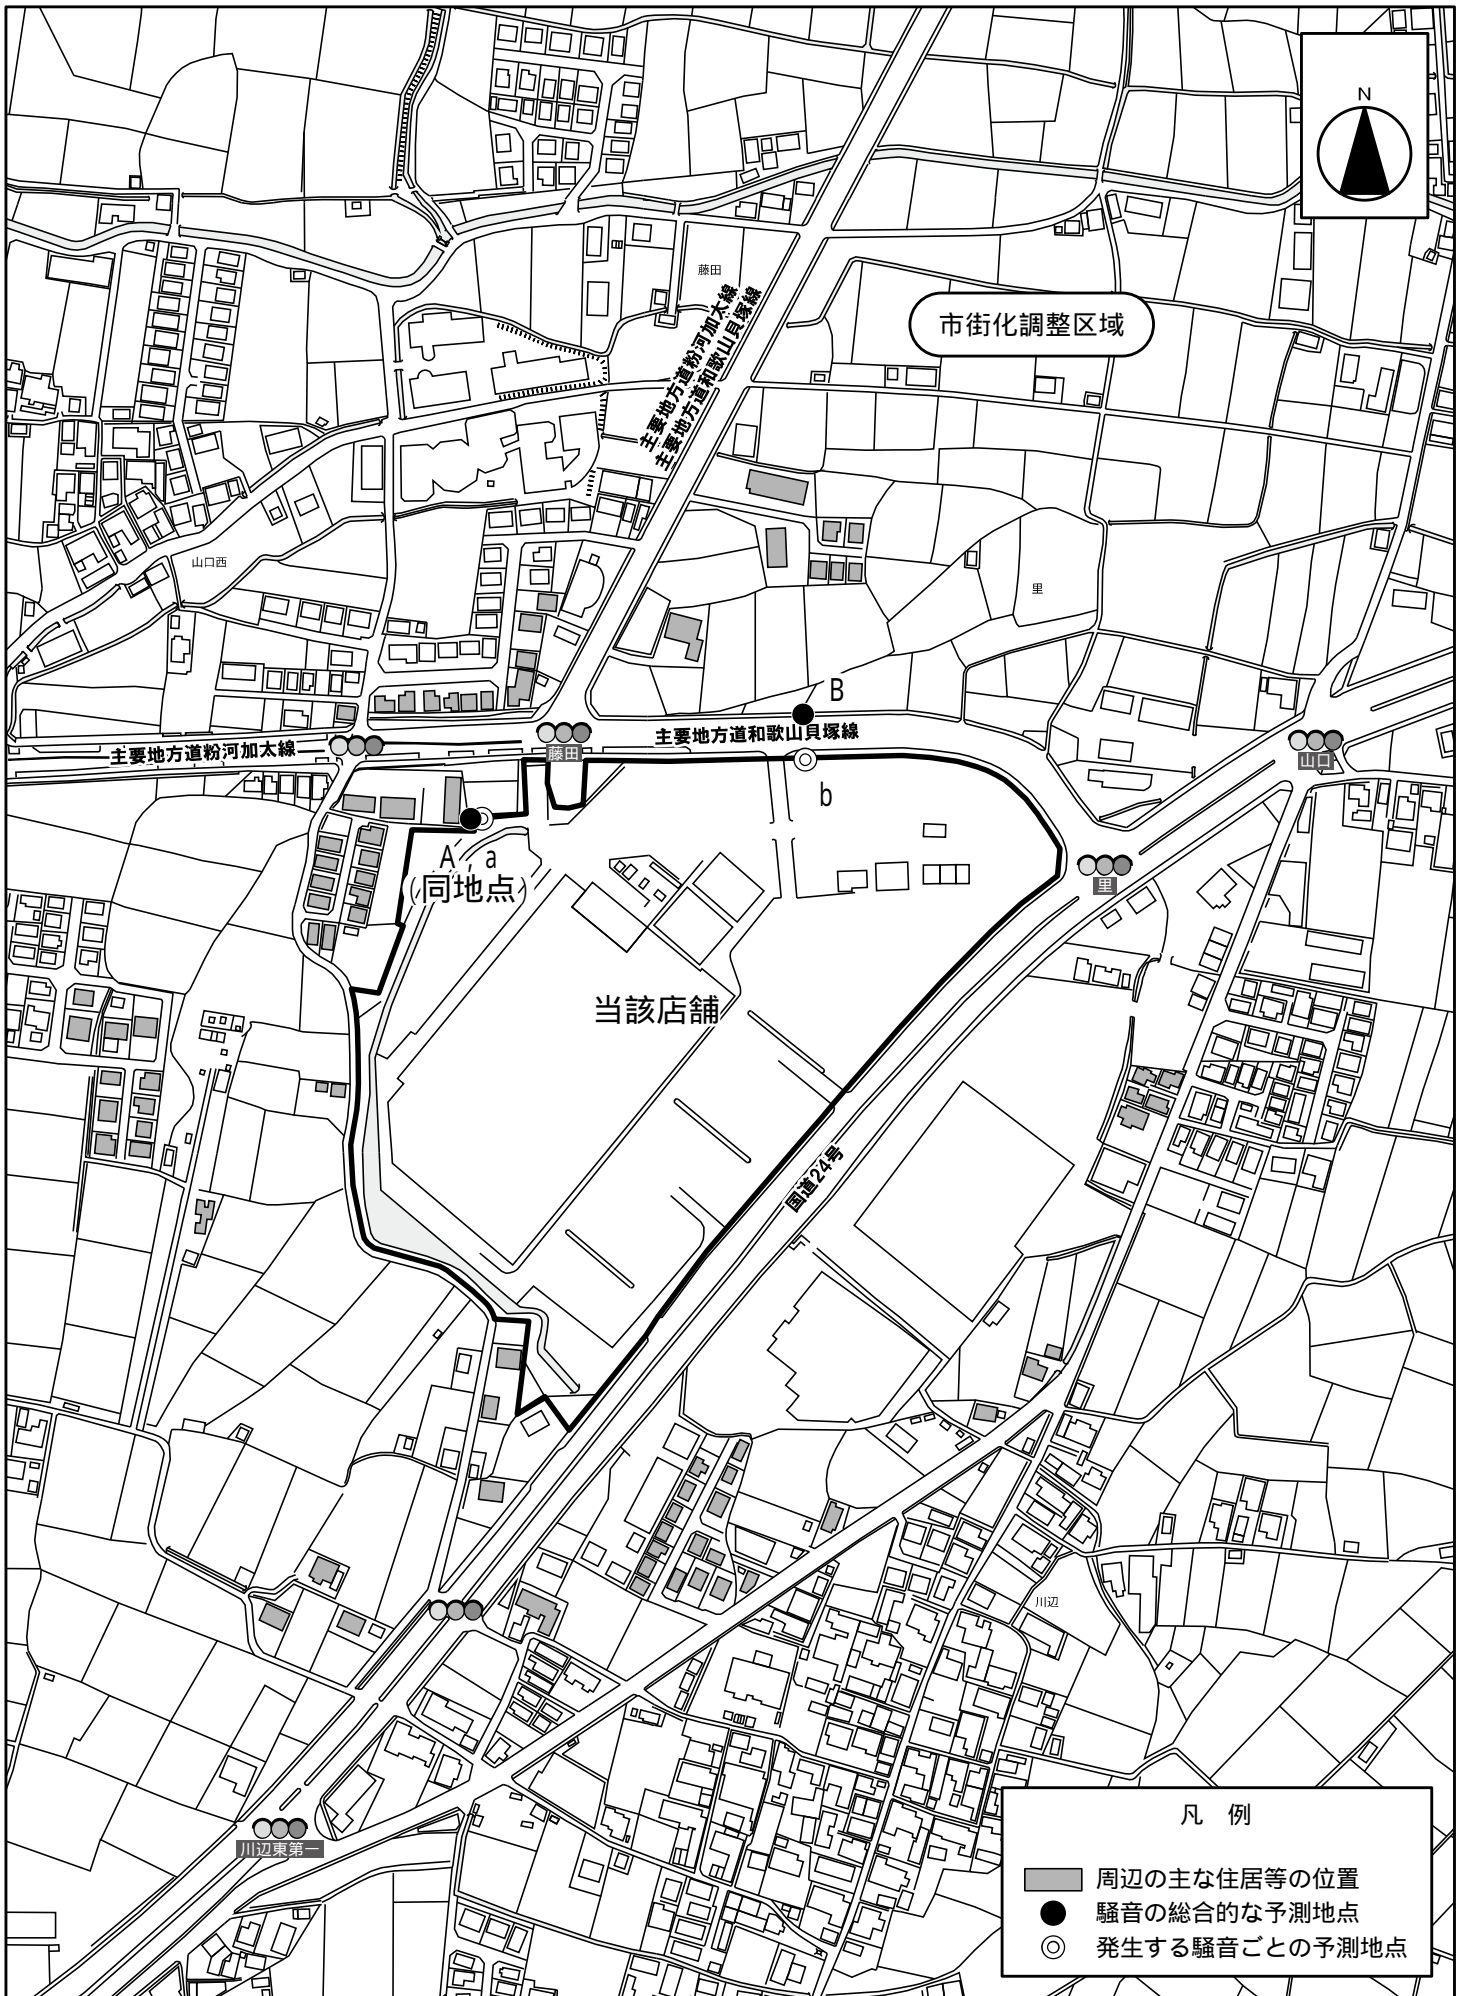 N
藤田
主要地方道粉河加太線
主要地方道和歌山貝塚線
市街化調整区域
山口西
里
B
主要地方道粉河加太線
藤田
主要地方道和歌山貝塚線
山口
b
A , a
(同地点)
里
当該店舗
国道24号
川辺
川辺東第一
凡 例
周辺の主な住居等の位置
騒音の総合的な予測地点
発生する騒音ごとの予測地点